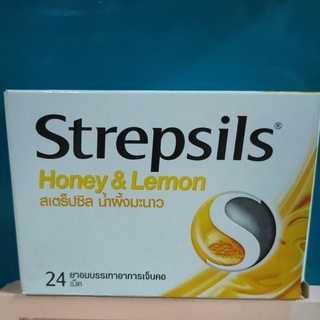 Strepsils®
Honey & Lemon
สเตร็ปซิล น้ำผึ้งมะนาว
24 ยาอมบรรเทาอาการเจ็บคอ
เม็ด